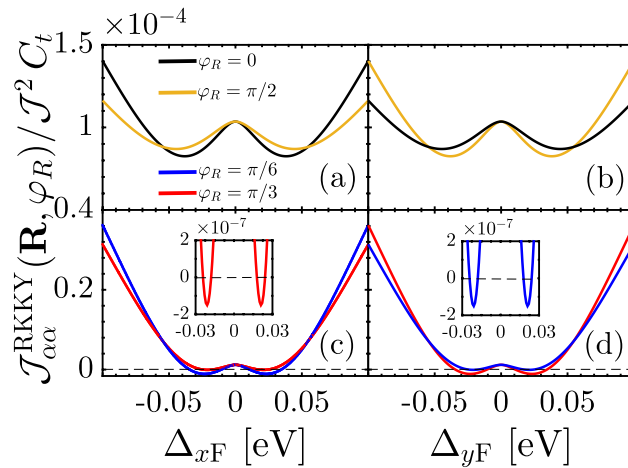 ×10⁻⁴
1.5
1
0.4
0.2
0
𝒥^RKKY_αα(𝐑, φ_R)/𝒥² C_t
φ_R = 0
φ_R = π/2
φ_R = π/6
φ_R = π/3
(a)
(b)
×10⁻⁷
2
0
-2
-0.03 0 0.03
(c)
×10⁻⁷
2
0
-2
-0.03 0 0.03
(d)
-0.05 0 0.05
-0.05 0 0.05
Δ_xF [eV]
Δ_yF [eV]